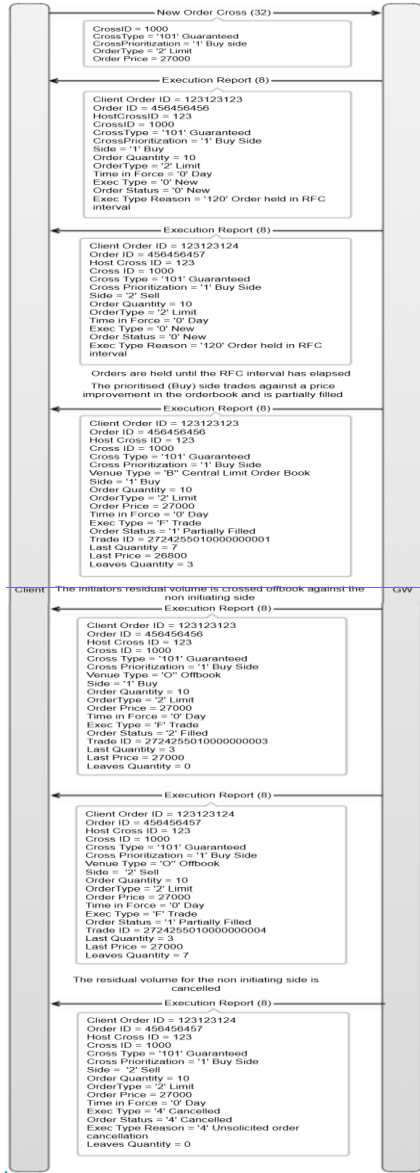 New Order Cross (32)
CrossID = 1000
CrossType = '101' Guaranteed
CrossPrioritization = '1' Buy side
OrderType = '2' Limit
Order Price = 27000
Execution Report (8)
Client Order ID = 123123123
Order ID = 456456456
HostCrossID = 123
CrossID = 1000
CrossType = '101' Guaranteed
CrossPrioritization = '1' Buy Side
Side = '1' Buy
Order Quantity = 10
OrderType = '2' Limit
Time in Force = '0' Day
Exec Type = '0' New
Order Status = '0' New
Exec Type Reason = '120' Order held in RFC
interval
Execution Report (8)
Client Order ID = 123123124
Order ID = 456456457
Host Cross ID = 123
Cross ID = 1000
Cross Type = '101' Guaranteed
Cross Prioritization = '1' Buy Side
Side = '2' Sell
Order Quantity = 10
OrderType = '2' Limit
Time in Force = '0' Day
Exec Type = '0' New
Order Status = '0' New
Exec Type Reason = '120' Order held in RFC
interval
Orders are held until the RFC interval has elapsed
The prioritised (Buy) side trades against a price
improvement in the orderbook and is partially filled
Execution Report (8)
Client Order ID = 123123123
Order ID = 456456456
Host Cross ID = 123
Cross ID = 1000
Cross Type = '101' Guaranteed
Cross Prioritization = '1' Buy Side
Venue Type = 'B" Central Limit Order Book
Side = '1' Buy
Order Quantity = 10
OrderType = '2' Limit
Order Price = 27000
Time in Force = '0' Day
Exec Type = 'F' Trade
Order Status = '1' Partially Filled
Trade ID = 2724255010000000001
Last Quantity = 7
Last Price = 26800
Leaves Quantity = 3
Client
The initiators residual volume is crossed offbook against the
non initiating side
GW
Execution Report (8)
Client Order ID = 123123123
Order ID = 456456456
Host Cross ID = 123
Cross ID = 1000
Cross Type = '101' Guaranteed
Cross Prioritization = '1' Buy Side
Venue Type = 'O" Offbook
Side = '1' Buy
Order Quantity = 10
OrderType = '2' Limit
Order Price = 27000
Time in Force = '0' Day
Exec Type = 'F' Trade
Order Status = '2' Filled
Trade ID = 2724255010000000003
Last Quantity = 3
Last Price = 27000
Leaves Quantity = 0
Execution Report (8)
Client Order ID = 123123124
Order ID = 456456457
Host Cross ID = 123
Cross ID = 1000
Cross Type = '101' Guaranteed
Cross Prioritization = '1' Buy Side
Venue Type = 'O" Offbook
Side = '2' Sell
Order Quantity = 10
OrderType = '2' Limit
Order Price = 27000
Time in Force = '0' Day
Exec Type = 'F' Trade
Order Status = '1' Partially Filled
Trade ID = 2724255010000000004
Last Quantity = 3
Last Price = 27000
Leaves Quantity = 7
The residual volume for the non initiating side is
cancelled
Execution Report (8)
Client Order ID = 123123124
Order ID = 456456457
Host Cross ID = 123
Cross ID = 1000
Cross Type = '101' Guaranteed
Cross Prioritization = '1' Buy Side
Side = '2' Sell
Order Quantity = 10
OrderType = '2' Limit
Order Price = 27000
Time in Force = '0' Day
Exec Type = '4' Cancelled
Order Status = '4' Cancelled
Exec Type Reason = '4' Unsolicited order
cancellation
Leaves Quantity = 0